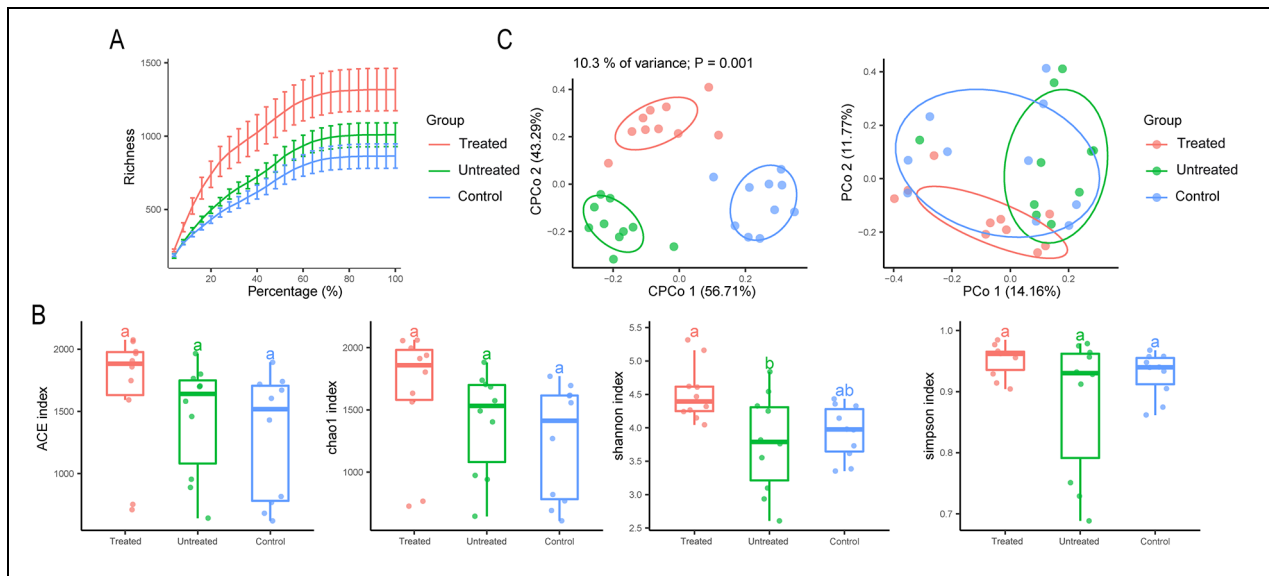 A
1500
1000
500
Richness
20
40
60
80
100
Percentage (%)
Group
Treated
Untreated
Control
C
10.3 % of variance; P = 0.001
0.4
0.2
0.0
−0.2
CPCo 2 (43.29%)
−0.2
0.0
0.2
CPCo 1 (56.71%)
0.4
0.2
0.0
−0.2
PCo 2 (11.77%)
−0.4
−0.2
0.0
0.2
PCo 1 (14.16%)
Group
Treated
Untreated
Control
B
2000
1500
1000
ACE index
a
a
a
Treated
Untreated
Control
2000
1500
1000
chao1 index
a
a
a
Treated
Untreated
Control
5.5
5.0
4.5
4.0
3.5
3.0
2.5
shannon index
a
b
ab
Treated
Untreated
Control
1.0
0.9
0.8
0.7
simpson index
a
a
a
Treated
Untreated
Control